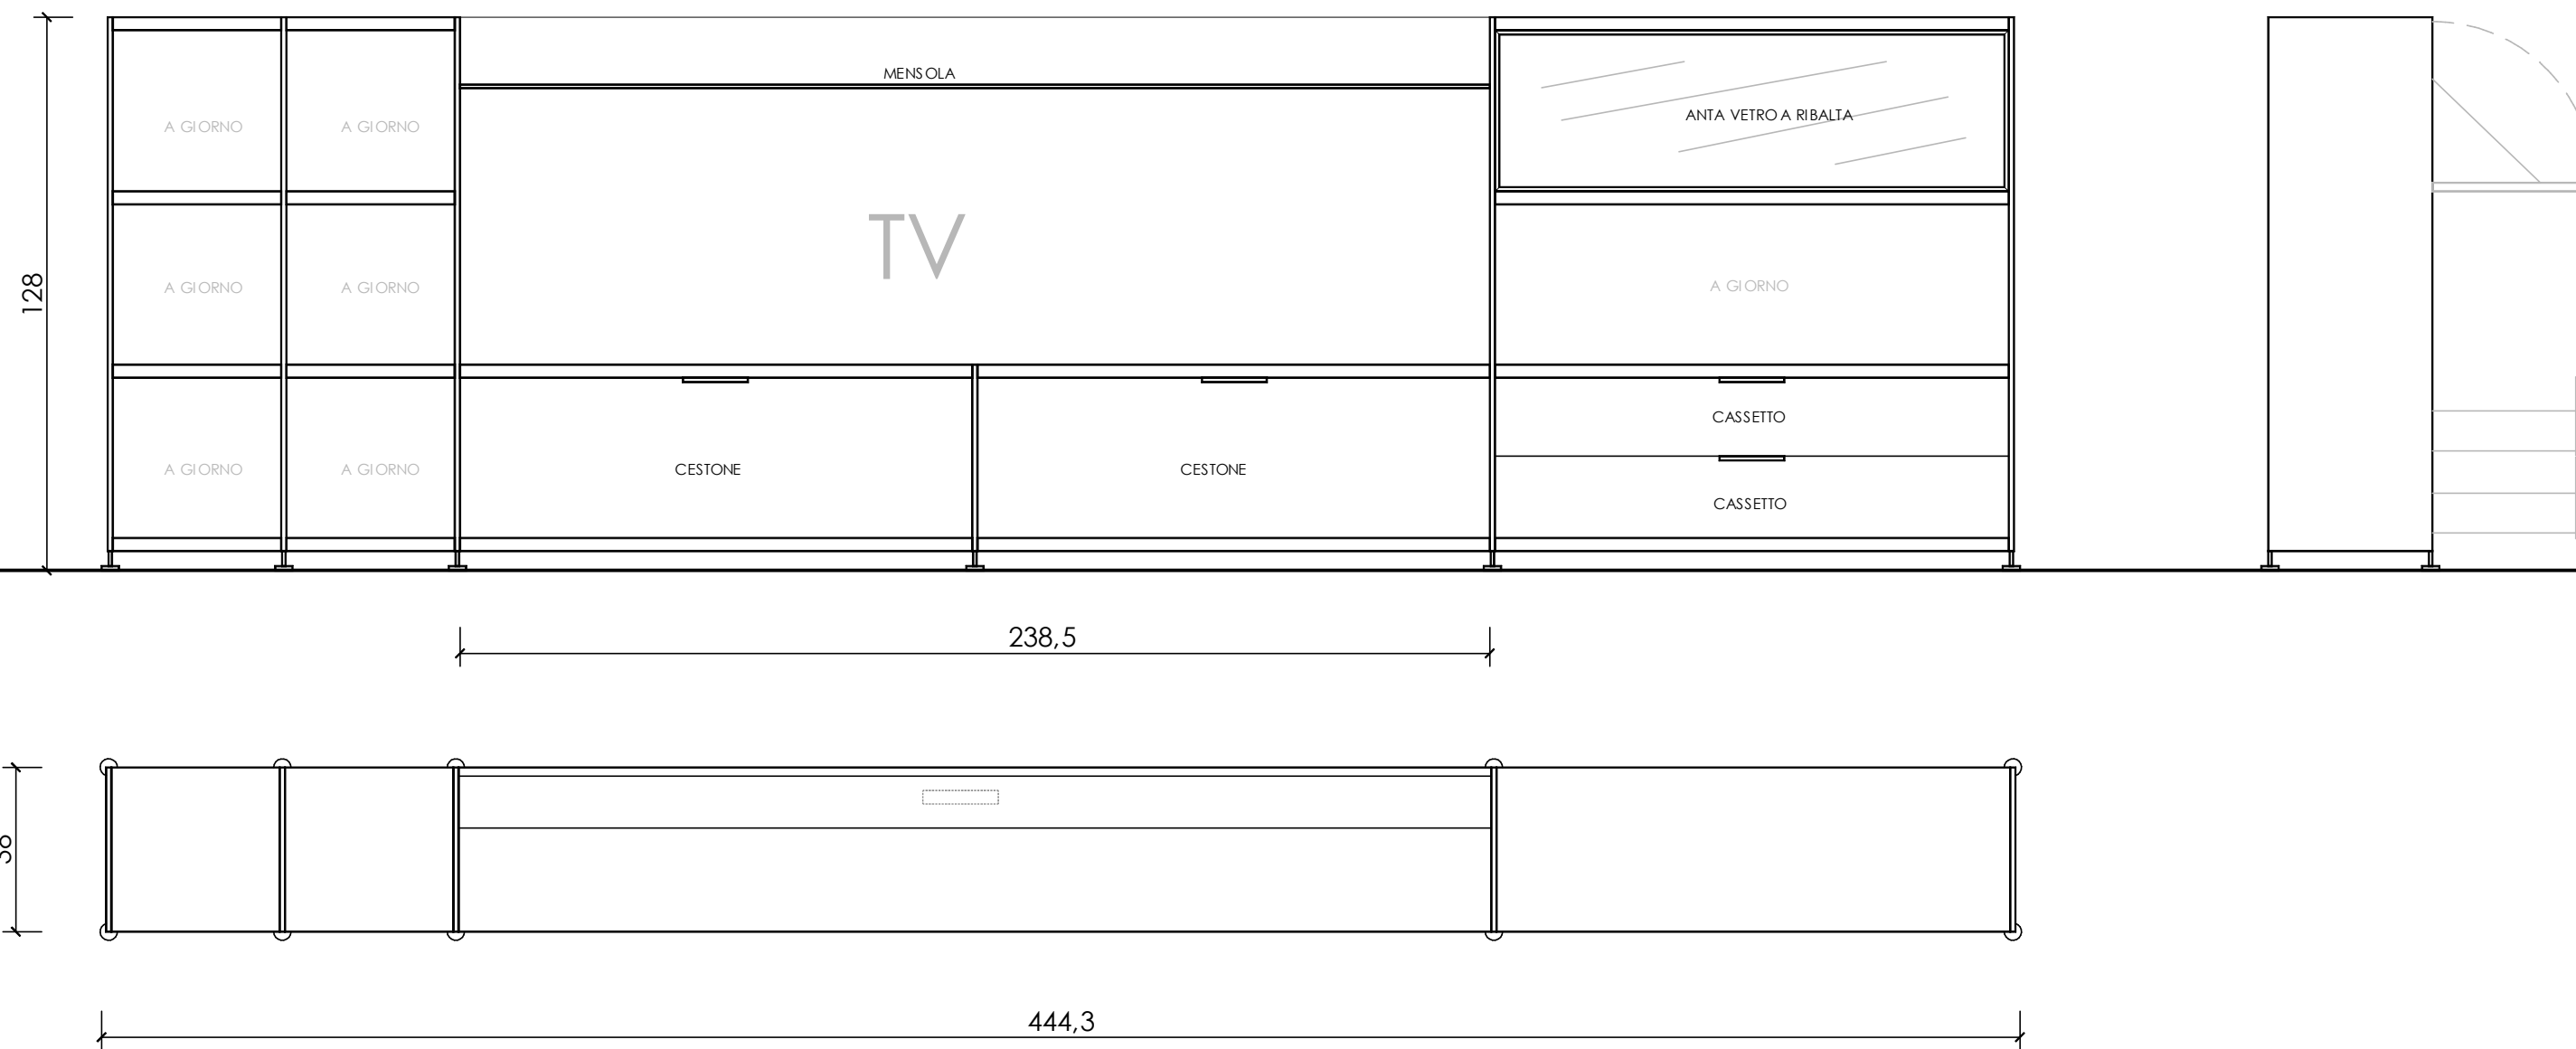 MENSOLA
ANTA VETRO A RIBALTA
A GIORNO A GIORNO
TV
128
A GIORNO A GIORNO A GIORNO
CASSETTO
A GIORNO A GIORNO CESTONE CESTONE
CASSETTO
238,5
444,3